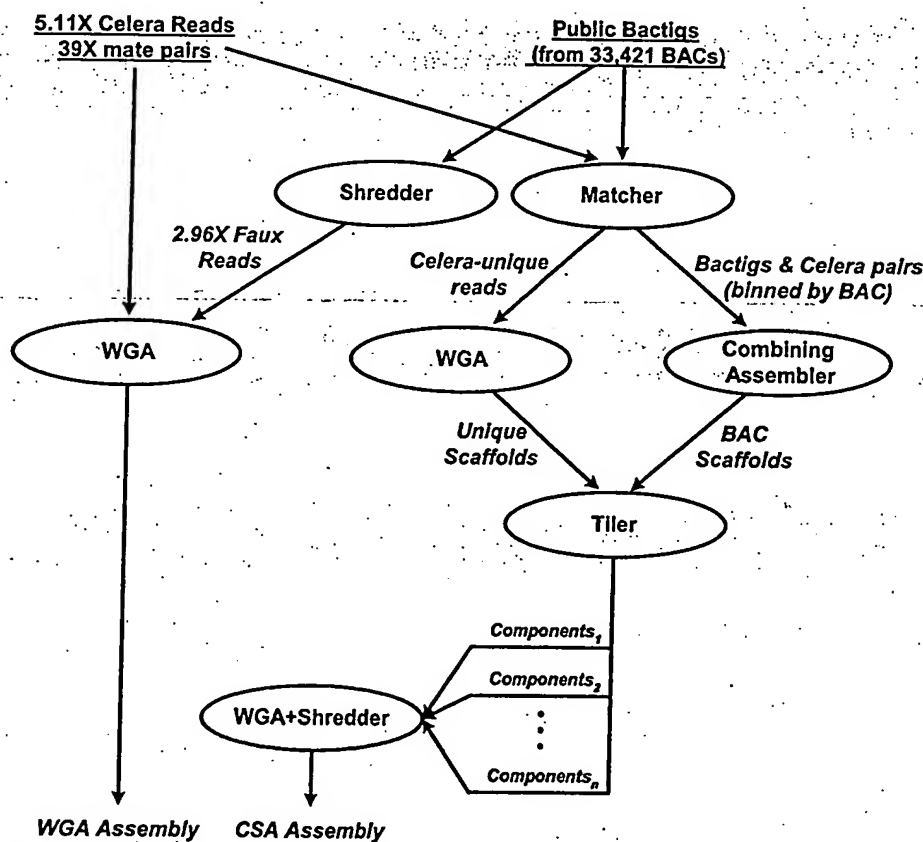 5.11X Celera Reads
39X mate pairs
Public Bactigs
(from 33,421 BACs)
Shredder
Matcher
2.96X Faux
Reads
Celera-unique
reads
Bactigs & Celera pairs
(binned by BAC)
WGA
WGA
Combining
Assembler
Unique
Scaffolds
BAC
Scaffolds
Tiler
Components1
Components2
WGA+Shredder
Componentsn
WGA Assembly
CSA Assembly